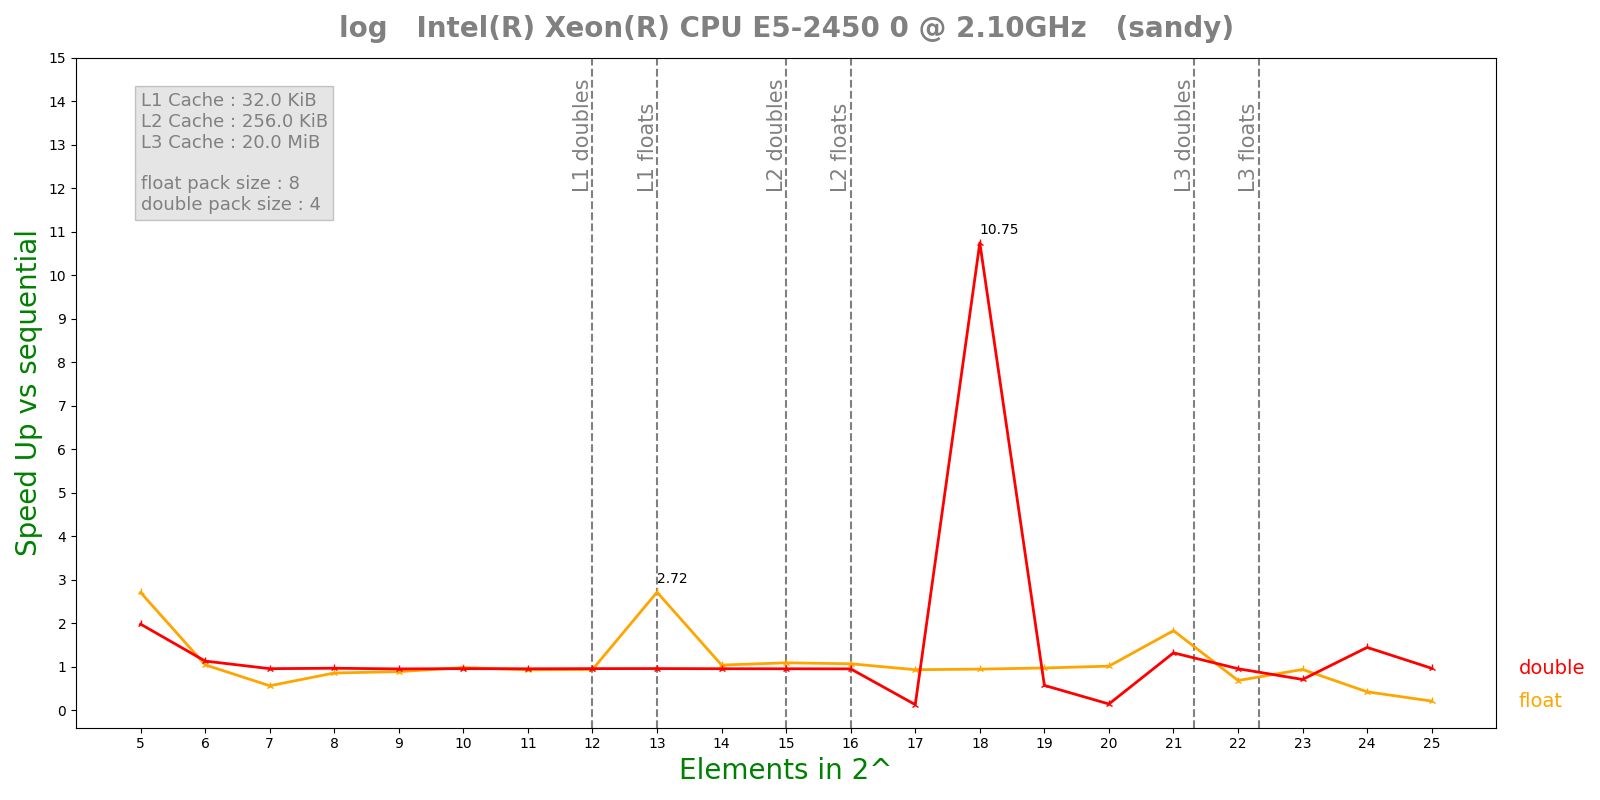 log   Intel(R) Xeon(R) CPU E5-2450 0 @ 2.10GHz   (sandy)
L1 Cache : 32.0 KiB
L2 Cache : 256.0 KiB
L3 Cache : 20.0 MiB
float pack size : 8
double pack size : 4
L1 doubles
L1 floats
L2 doubles
L2 floats
L3 doubles
L3 floats
10.75
2.72
Speed Up vs sequential
15
14
13
12
11
10
9
8
7
6
5
4
3
2
1
0
double
float
5 6 7 8 9 10 11 12 13 14 15 16 17 18 19 20 21 22 23 24 25
Elements in 2^